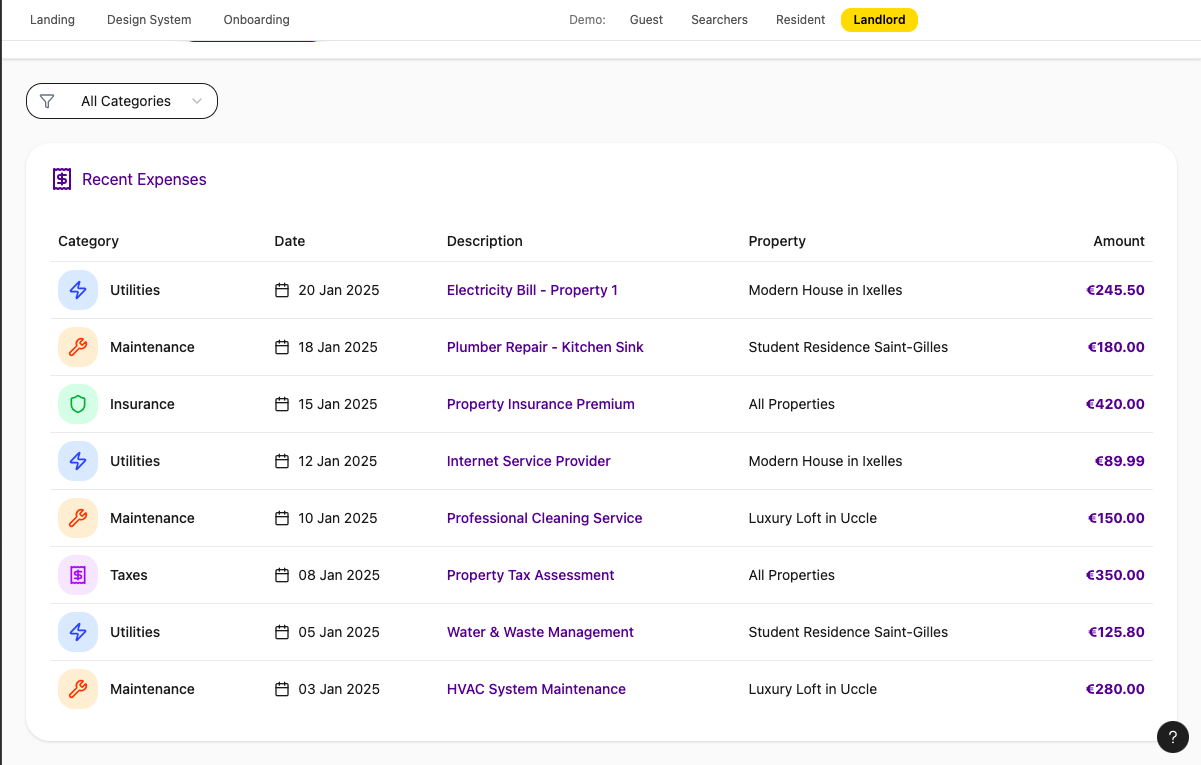 Landing Design System Onboarding Demo: Guest Searchers Resident Landlord
All Categories
Recent Expenses
Category Date Description Property Amount
Utilities 20 Jan 2025 Electricity Bill - Property 1 Modern House in Ixelles €245.50
Maintenance 18 Jan 2025 Plumber Repair - Kitchen Sink Student Residence Saint-Gilles €180.00
Insurance 15 Jan 2025 Property Insurance Premium All Properties €420.00
Utilities 12 Jan 2025 Internet Service Provider Modern House in Ixelles €89.99
Maintenance 10 Jan 2025 Professional Cleaning Service Luxury Loft in Uccle €150.00
Taxes 08 Jan 2025 Property Tax Assessment All Properties €350.00
Utilities 05 Jan 2025 Water & Waste Management Student Residence Saint-Gilles €125.80
Maintenance 03 Jan 2025 HVAC System Maintenance Luxury Loft in Uccle €280.00
?